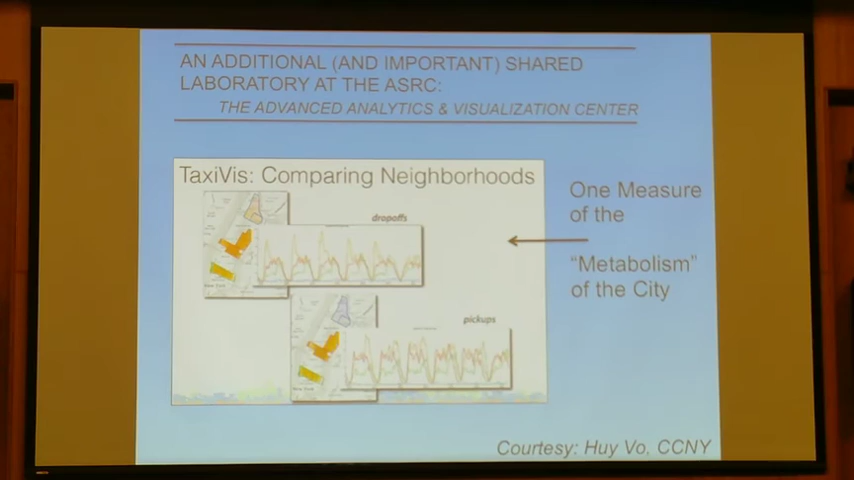 AN ADDITIONAL (AND IMPORTANT) SHARED
LABORATORY AT THE ASRC:
THE ADVANCED ANALYTICS & VISUALIZATION CENTER
TaxiVis: Comparing Neighborhoods
dropoffs
pickups
One Measure
of the
“Metabolism”
of the City
Courtesy: Huy Vo, CCNY